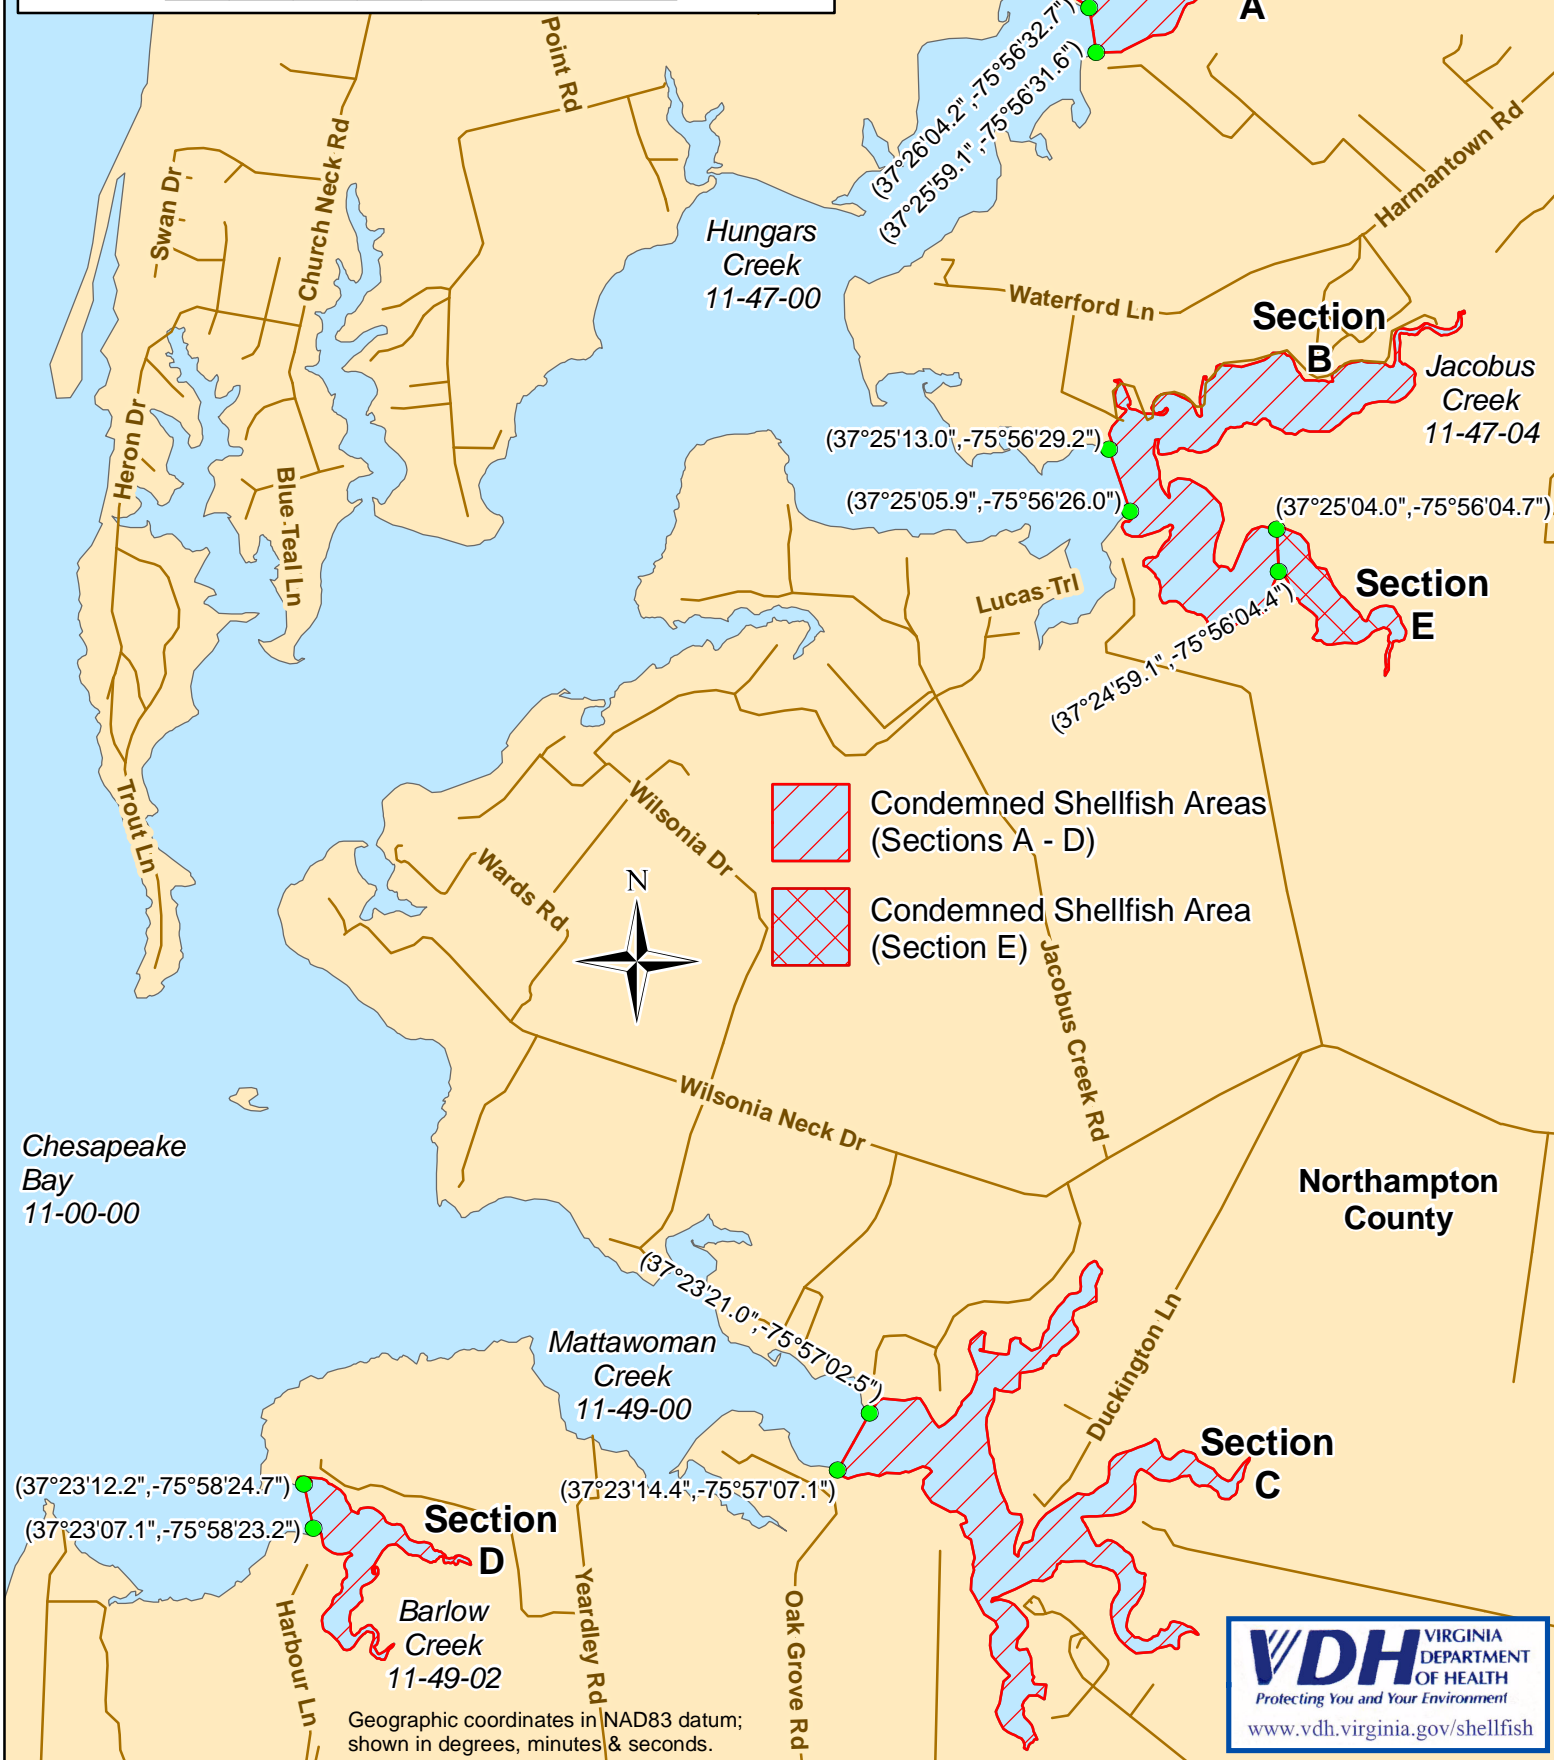 A
(37°26'04.2",-75°56'32.7")
(37°25'59.1",-75°56'31.6")
Point Rd
Church Neck Rd
Swan Dr
Harmantown Rd
Hungars
Creek
11-47-00
Waterford Ln
Section
B
Jacobus
Creek
11-47-04
Heron Dr
Blue Teal Ln
(37°25'13.0",-75°56'29.2")
(37°25'05.9",-75°56'26.0")
(37°25'04.0",-75°56'04.7")
Section
E
Lucas Trl
(37°24'59.1",-75°56'04.4")
Trout Ln
Wilsonia Dr
Wards Rd
N
Condemned Shellfish Areas
(Sections A - D)
Condemned Shellfish Area
(Section E)
Jacobus Creek Rd
Wilsonia Neck Dr
Chesapeake
Bay
11-00-00
Northampton
County
(37°23'21.0",-75°57'02.5")
Mattawoman
Creek
11-49-00
Duckington Ln
Section
C
(37°23'14.4",-75°57'07.1")
(37°23'12.2",-75°58'24.7")
(37°23'07.1",-75°58'23.2")
Section
D
Barlow
Creek
11-49-02
Harbour Ln
Yeardley Rd
Oak Grove Rd
Geographic coordinates in NAD83 datum;
shown in degrees, minutes & seconds.
VDH VIRGINIA
DEPARTMENT
OF HEALTH
Protecting You and Your Environment
www.vdh.virginia.gov/shellfish